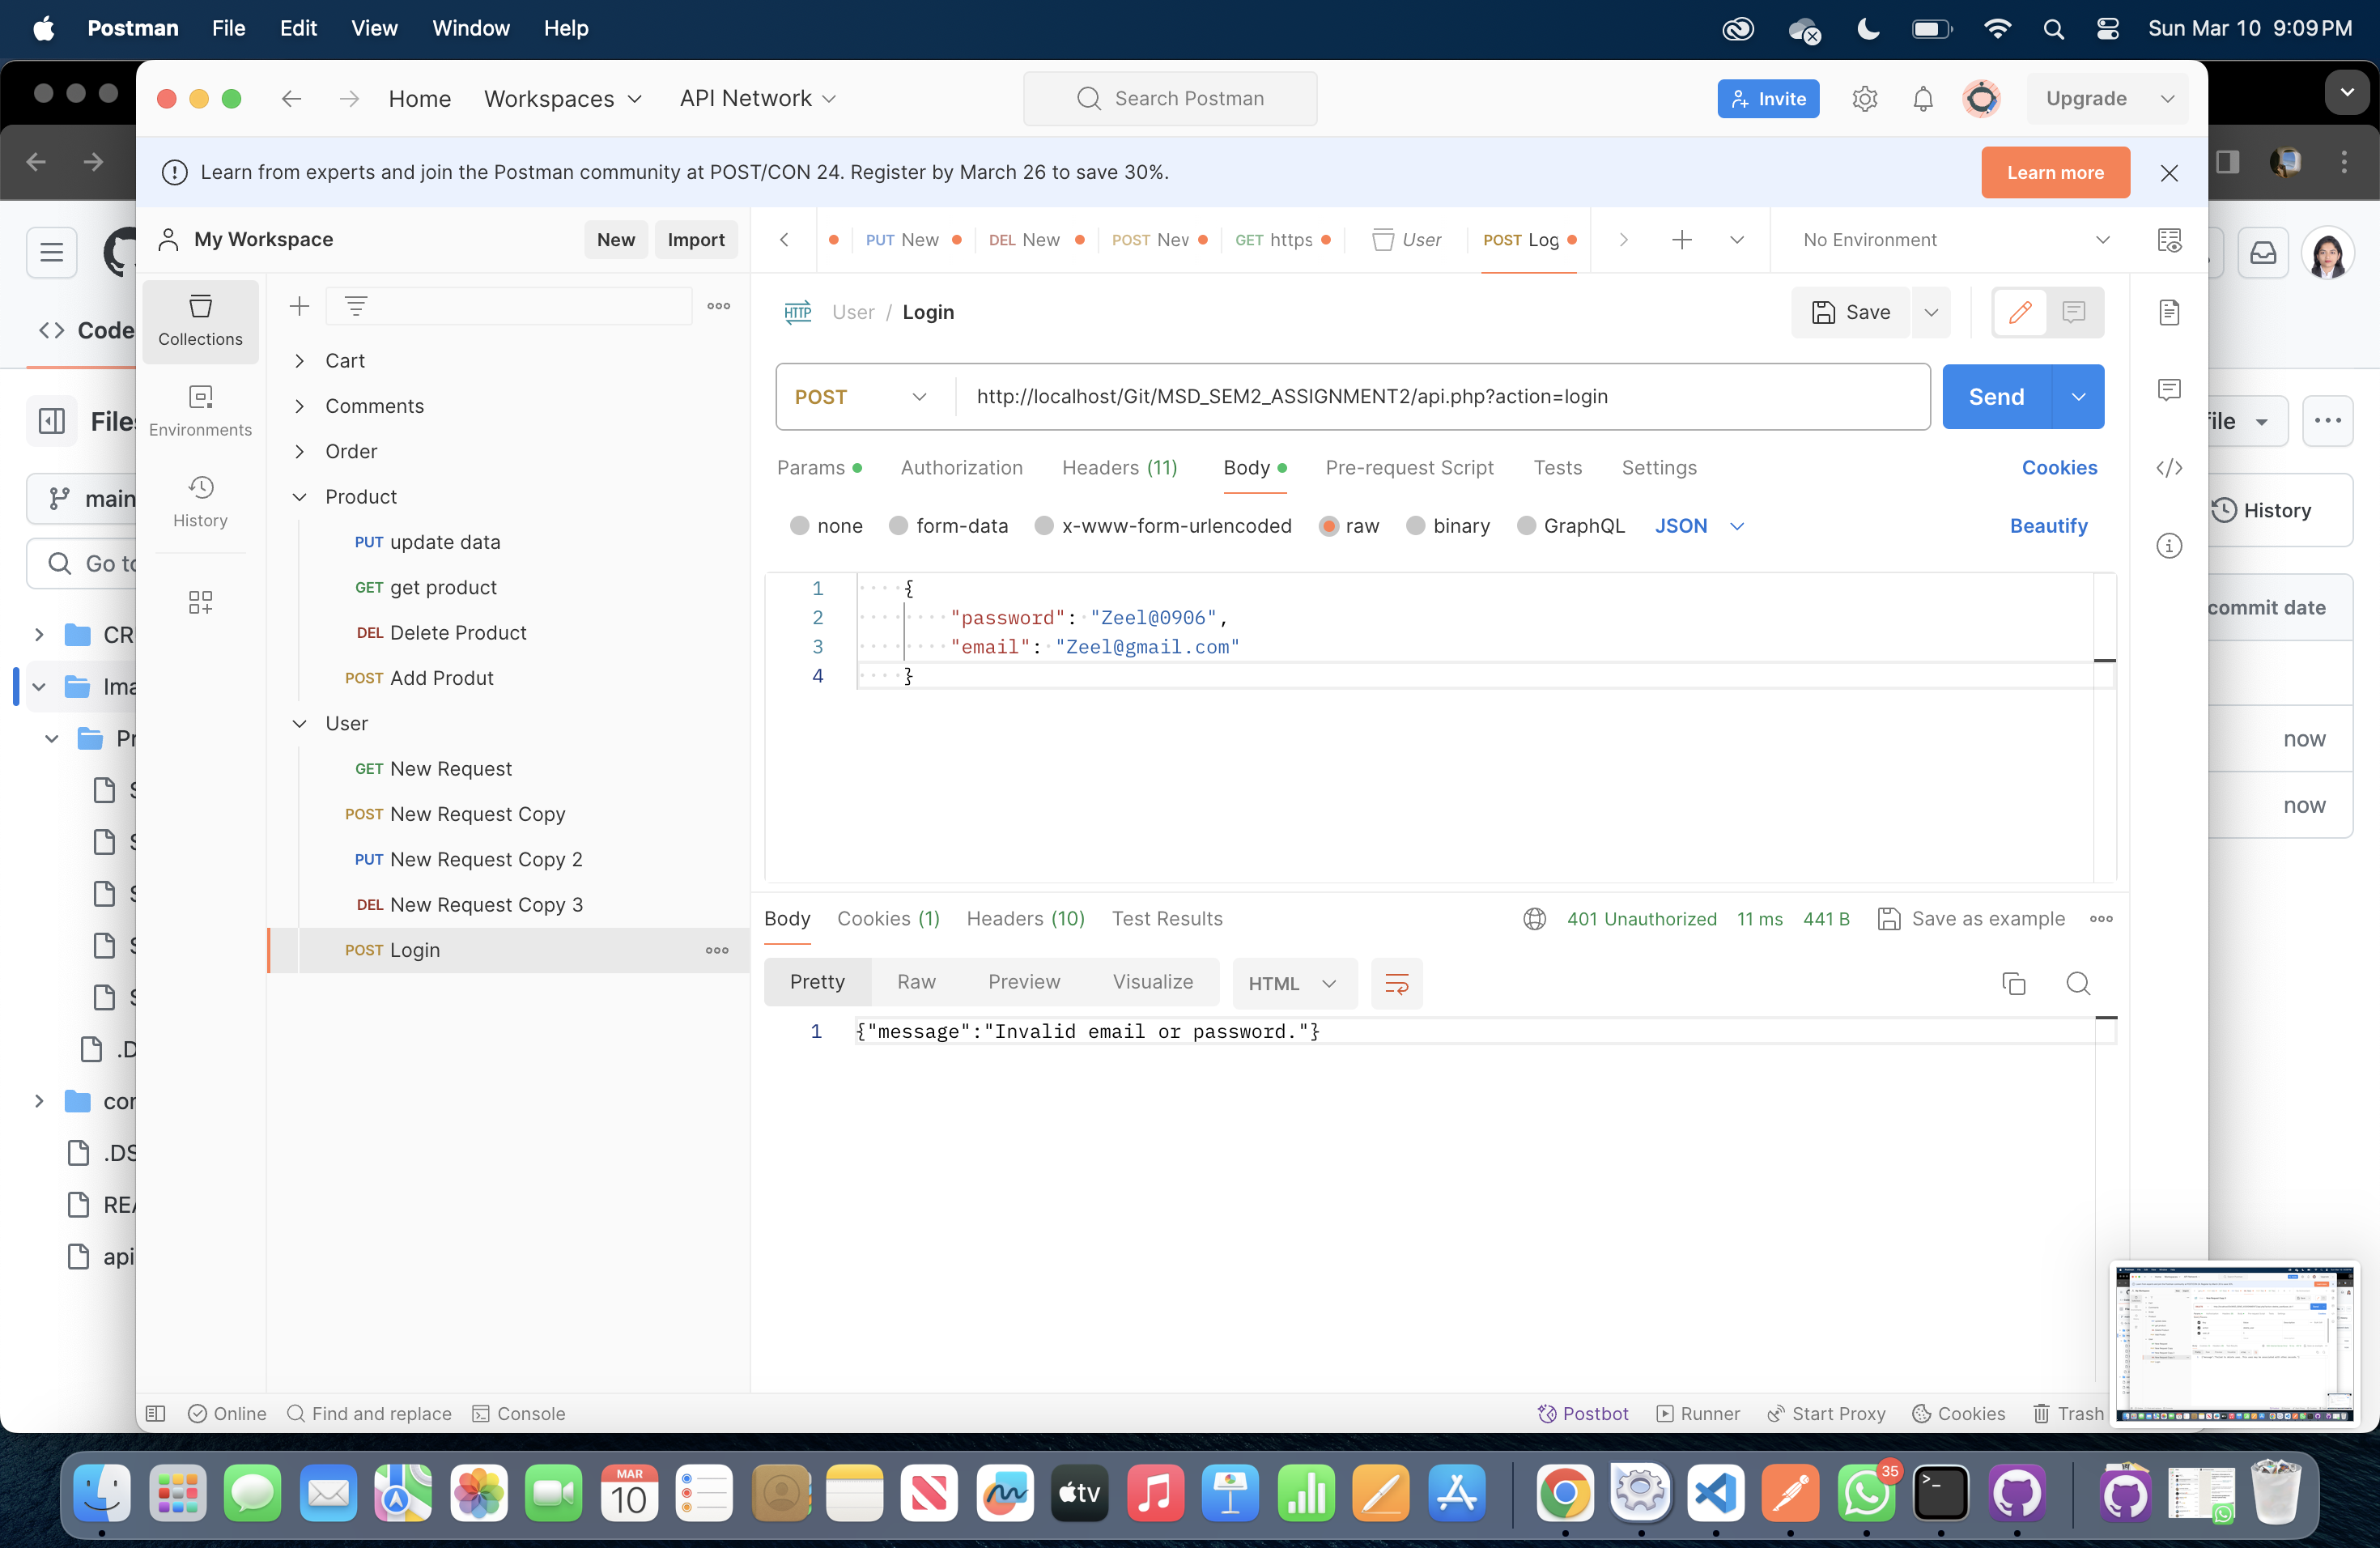 Postman File Edit View Window Help Sun Mar 10 9:09 PM
Home Workspaces API Network Search Postman Invite Upgrade
Learn from experts and join the Postman community at POST/CON 24. Register by March 26 to save 30%. Learn more
My Workspace New Import PUT New DEL New POST Nev GET https User POST Log No Environment
Collections
Environments
History
Cart
Comments
Order
Product
PUT update data
GET get product
DEL Delete Product
POST Add Produt
User
GET New Request
POST New Request Copy
PUT New Request Copy 2
DEL New Request Copy 3
POST Login
HTTP User / Login Save
POST http://localhost/Git/MSD_SEM2_ASSIGNMENT2/api.php?action=login Send
Params Authorization Headers (11) Body Pre-request Script Tests Settings Cookies
none form-data x-www-form-urlencoded raw binary GraphQL JSON Beautify
1 {
2 "password": "Zeel@0906",
3 "email": "Zeel@gmail.com"
4 }
Body Cookies (1) Headers (10) Test Results 401 Unauthorized 11 ms 441 B Save as example
Pretty Raw Preview Visualize HTML
1 {"message":"Invalid email or password."}
Online Find and replace Console Postbot Runner Start Proxy Cookies Trash
Code
Files
main
Go to
CR
Ima
Pr
S
S
S
S
S
.D
cor
.DS
REA
api
ile
History
commit date
now
now
MAR
10
tv
35